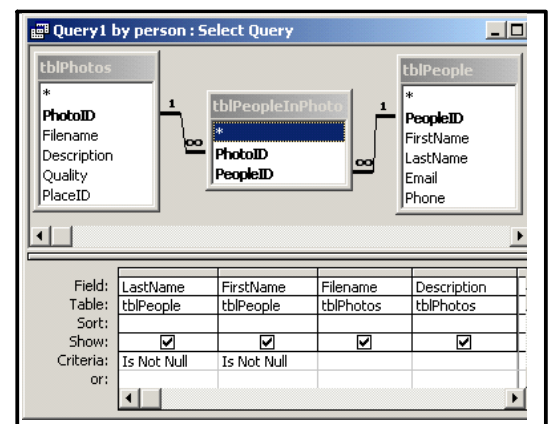 Query1 by person : Select Query
tblPhotos
*
PhotoID
Filename
Description
Quality
PlaceID
1
∞
tblPeopleInPhoto
*
PhotoID
PeopleID
1
∞
tblPeople
*
PeopleID
FirstName
LastName
Email
Phone
Field: LastName FirstName Filename Description
Table: tblPeople tblPeople tblPhotos tblPhotos
Sort:
Show:
Criteria: Is Not Null Is Not Null
or: